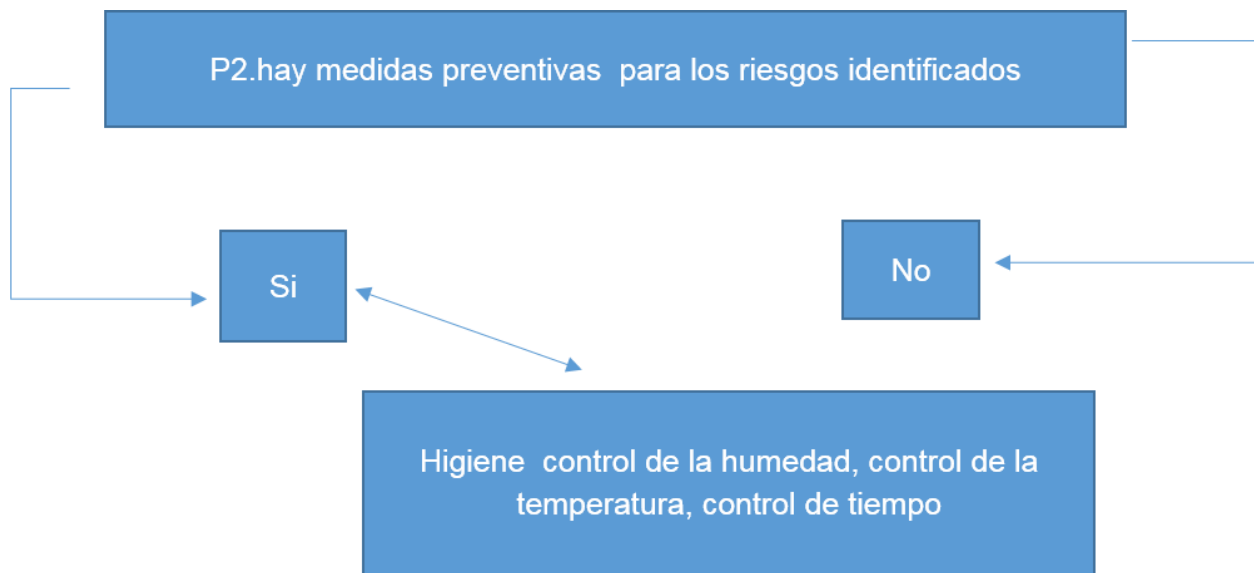 P2.hay medidas preventivas  para los riesgos identificados
Si
No
Higiene  control de la humedad, control de la
temperatura, control de tiempo